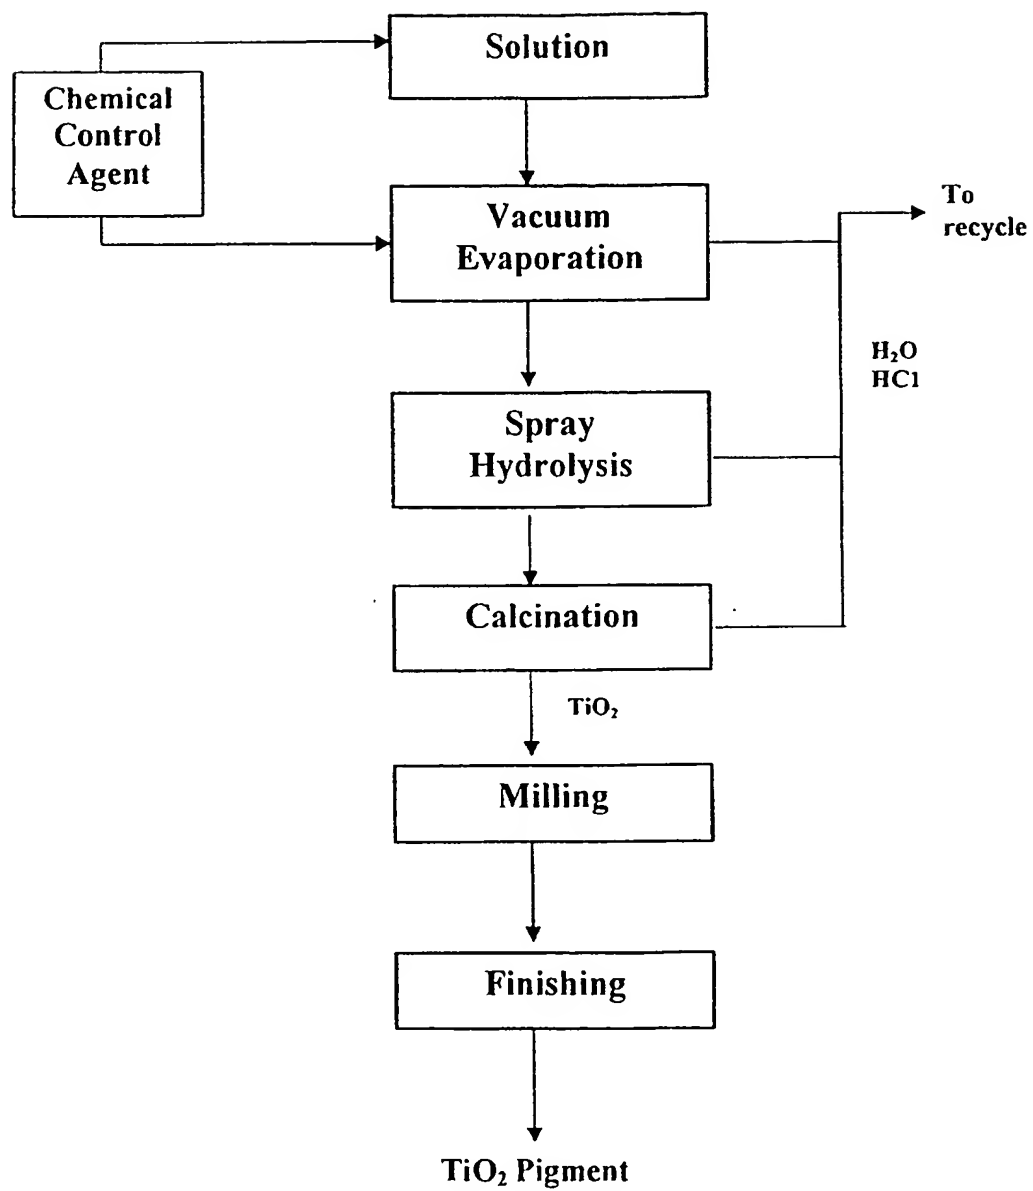 Solution
Chemical
Control
Agent
Vacuum
Evaporation
To
recycle
H₂O
HCl
Spray
Hydrolysis
Calcination
TiO₂
Milling
Finishing
TiO₂ Pigment